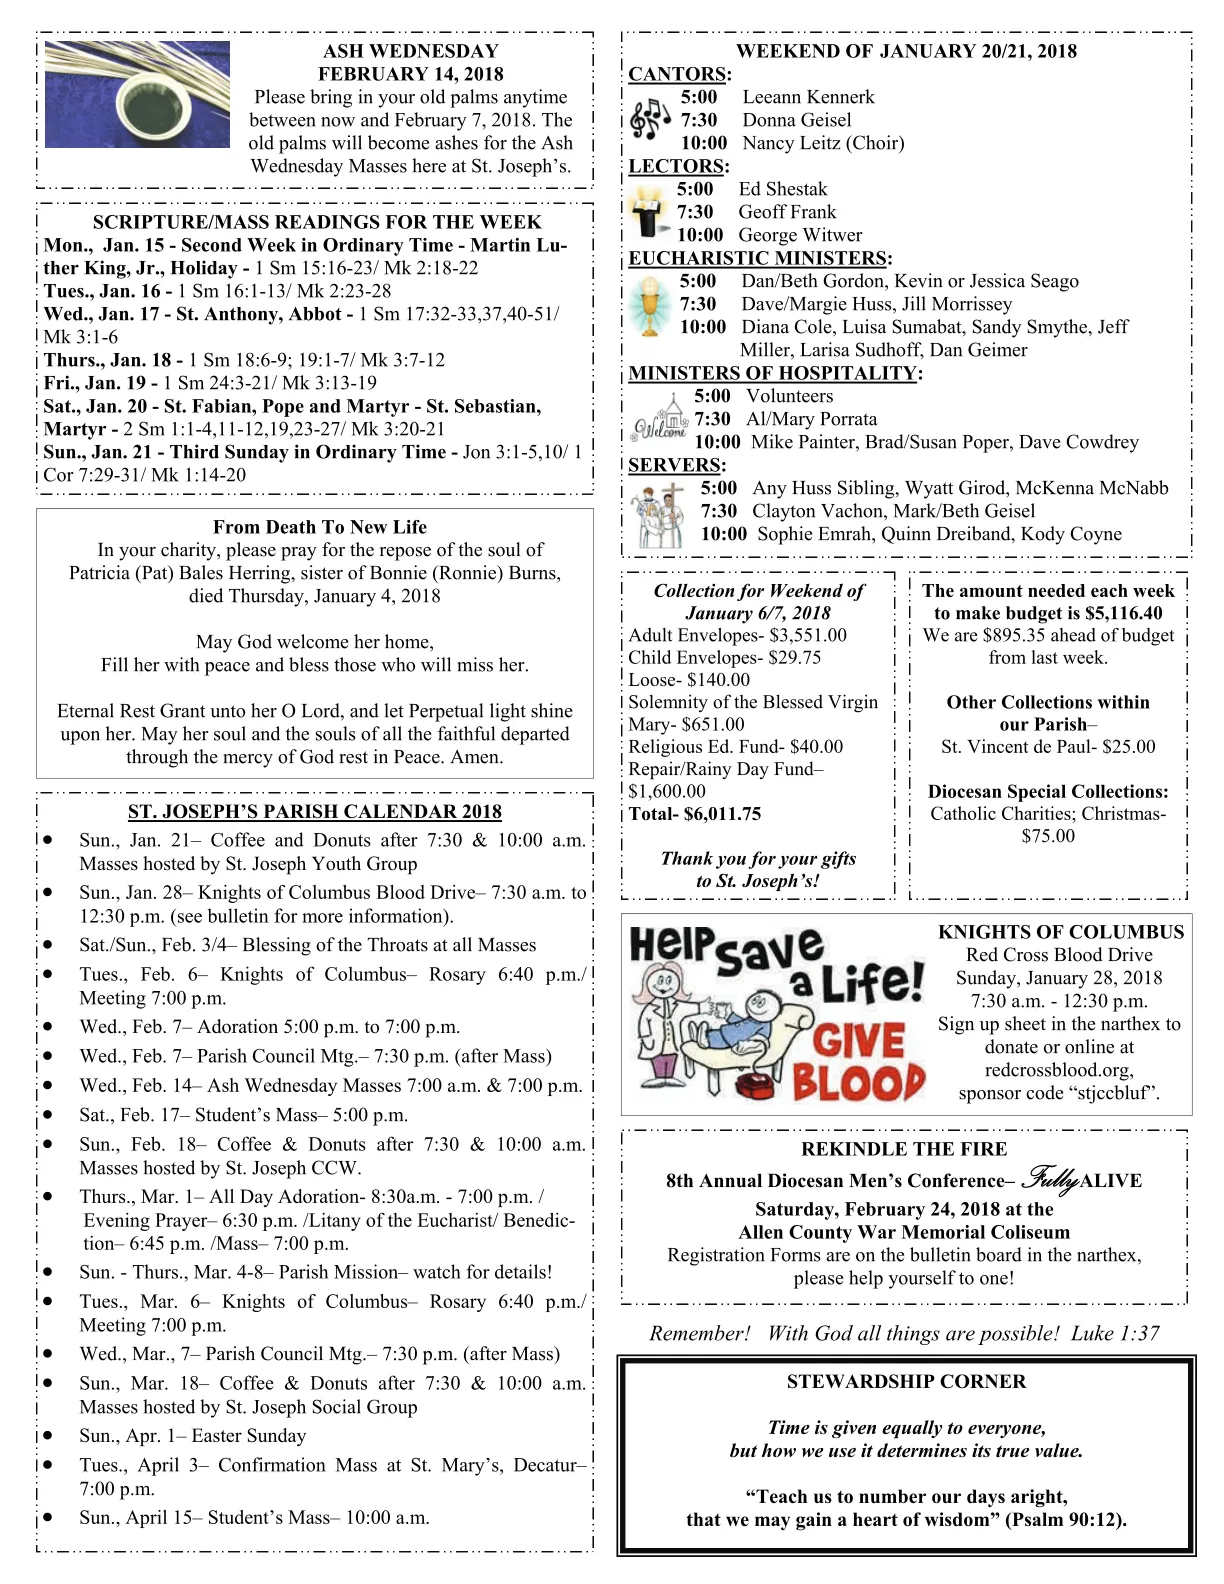 ASH WEDNESDAY
FEBRUARY 14, 2018
Please bring in your old palms anytime
between now and February 7, 2018. The
old palms will become ashes for the Ash
Wednesday Masses here at St. Joseph's.
SCRIPTURE/MASS READINGS FOR THE WEEK
Mon., Jan. 15 - Second Week in Ordinary Time - Martin Lu-
ther King, Jr., Holiday - 1 Sm 15:16-23/ Mk 2:18-22
Tues., Jan. 16 - 1 Sm 16:1-13/ Mk 2:23-28
Wed., Jan. 17 - St. Anthony, Abbot - 1 Sm 17:32-33,37,40-51/
Mk 3:1-6
Thurs., Jan. 18 - 1 Sm 18:6-9; 19:1-7/ Mk 3:7-12
Fri., Jan. 19 - 1 Sm 24:3-21/ Mk 3:13-19
Sat., Jan. 20 - St. Fabian, Pope and Martyr - St. Sebastian,
Martyr - 2 Sm 1:1-4,11-12,19,23-27/ Mk 3:20-21
Sun., Jan. 21 - Third Sunday in Ordinary Time - Jon 3:1-5,10/ 1
Cor 7:29-31/ Mk 1:14-20
From Death To New Life
In your charity, please pray for the repose of the soul of
Patricia (Pat) Bales Herring, sister of Bonnie (Ronnie) Burns,
died Thursday, January 4, 2018
May God welcome her home,
Fill her with peace and bless those who will miss her.
Eternal Rest Grant unto her O Lord, and let Perpetual light shine
upon her. May her soul and the souls of all the faithful departed
through the mercy of God rest in Peace. Amen.
ST. JOSEPH'S PARISH CALENDAR 2018
• Sun., Jan. 21– Coffee and Donuts after 7:30 & 10:00 a.m.
Masses hosted by St. Joseph Youth Group
• Sun., Jan. 28– Knights of Columbus Blood Drive– 7:30 a.m. to
12:30 p.m. (see bulletin for more information).
• Sat./Sun., Feb. 3/4– Blessing of the Throats at all Masses
• Tues., Feb. 6– Knights of Columbus– Rosary 6:40 p.m./
Meeting 7:00 p.m.
• Wed., Feb. 7– Adoration 5:00 p.m. to 7:00 p.m.
• Wed., Feb. 7– Parish Council Mtg.– 7:30 p.m. (after Mass)
• Wed., Feb. 14– Ash Wednesday Masses 7:00 a.m. & 7:00 p.m.
• Sat., Feb. 17– Student's Mass– 5:00 p.m.
• Sun., Feb. 18– Coffee & Donuts after 7:30 & 10:00 a.m.
Masses hosted by St. Joseph CCW.
• Thurs., Mar. 1– All Day Adoration- 8:30a.m. - 7:00 p.m. /
Evening Prayer– 6:30 p.m. /Litany of the Eucharist/ Benedic-
tion– 6:45 p.m. /Mass– 7:00 p.m.
• Sun. - Thurs., Mar. 4-8– Parish Mission– watch for details!
• Tues., Mar. 6– Knights of Columbus– Rosary 6:40 p.m./
Meeting 7:00 p.m.
• Wed., Mar., 7– Parish Council Mtg.– 7:30 p.m. (after Mass)
• Sun., Mar. 18– Coffee & Donuts after 7:30 & 10:00 a.m.
Masses hosted by St. Joseph Social Group
• Sun., Apr. 1– Easter Sunday
• Tues., April 3– Confirmation Mass at St. Mary's, Decatur–
7:00 p.m.
• Sun., April 15– Student's Mass– 10:00 a.m.
WEEKEND OF JANUARY 20/21, 2018
CANTORS:
5:00 Leeann Kennerk
7:30 Donna Geisel
10:00 Nancy Leitz (Choir)
LECTORS:
5:00 Ed Shestak
7:30 Geoff Frank
10:00 George Witwer
EUCHARISTIC MINISTERS:
5:00 Dan/Beth Gordon, Kevin or Jessica Seago
7:30 Dave/Margie Huss, Jill Morrissey
10:00 Diana Cole, Luisa Sumabat, Sandy Smythe, Jeff
Miller, Larisa Sudhoff, Dan Geimer
MINISTERS OF HOSPITALITY:
Welcome
5:00 Volunteers
7:30 Al/Mary Porrata
10:00 Mike Painter, Brad/Susan Poper, Dave Cowdrey
SERVERS:
5:00 Any Huss Sibling, Wyatt Girod, McKenna McNabb
7:30 Clayton Vachon, Mark/Beth Geisel
10:00 Sophie Emrah, Quinn Dreiband, Kody Coyne
Collection for Weekend of
January 6/7, 2018
Adult Envelopes- $3,551.00
Child Envelopes- $29.75
Loose- $140.00
Solemnity of the Blessed Virgin
Mary- $651.00
Religious Ed. Fund- $40.00
Repair/Rainy Day Fund–
$1,600.00
Total- $6,011.75
Thank you for your gifts
to St. Joseph's!
The amount needed each week
to make budget is $5,116.40
We are $895.35 ahead of budget
from last week.
Other Collections within
our Parish–
St. Vincent de Paul- $25.00
Diocesan Special Collections:
Catholic Charities; Christmas-
$75.00
Help Save
a Life!
GIVE
BLOOD
KNIGHTS OF COLUMBUS
Red Cross Blood Drive
Sunday, January 28, 2018
7:30 a.m. - 12:30 p.m.
Sign up sheet in the narthex to
donate or online at
redcrossblood.org,
sponsor code “stjccbluf”.
REKINDLE THE FIRE
8th Annual Diocesan Men's Conference– Fully ALIVE
Saturday, February 24, 2018 at the
Allen County War Memorial Coliseum
Registration Forms are on the bulletin board in the narthex,
please help yourself to one!
Remember! With God all things are possible! Luke 1:37
STEWARDSHIP CORNER
Time is given equally to everyone,
but how we use it determines its true value.
“Teach us to number our days aright,
that we may gain a heart of wisdom” (Psalm 90:12).